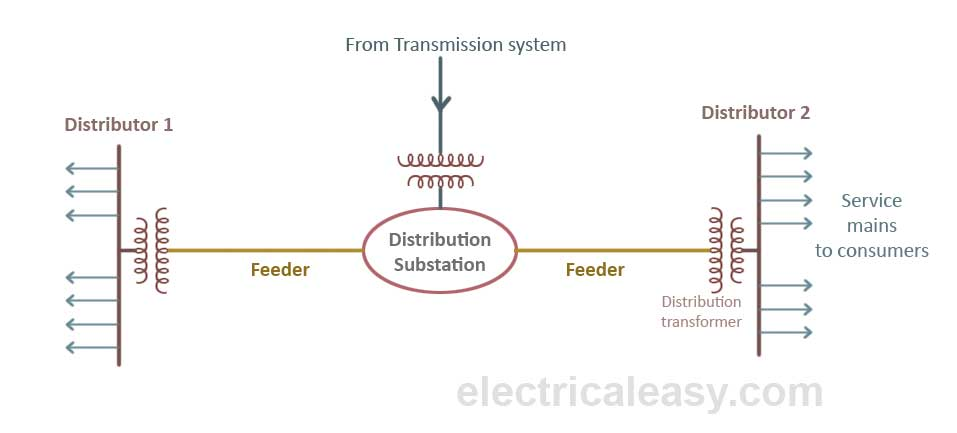 From Transmission system
Distributor 1
Distributor 2
Service
mains
to consumers
Distribution
Substation
Feeder
Feeder
Distribution
transformer
electricaleasy.com